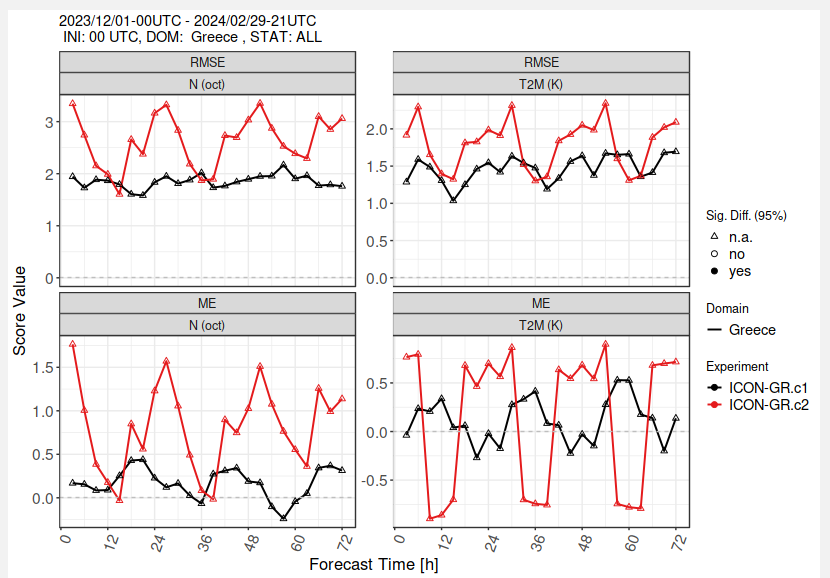 2023/12/01-00UTC - 2024/02/29-21UTC
INI: 00 UTC, DOM:  Greece , STAT: ALL
RMSE
N (oct)
3
2
1
0
RMSE
T2M (K)
2.0
1.5
1.0
0.5
0.0
ME
N (oct)
1.5
1.0
0.5
0.0
0 12 24 36 48 60 72
ME
T2M (K)
0.5
0.0
-0.5
0 12 24 36 48 60 72
Score Value
Forecast Time [h]
Sig. Diff. (95%)
n.a.
no
yes
Domain
Greece
Experiment
ICON-GR.c1
ICON-GR.c2